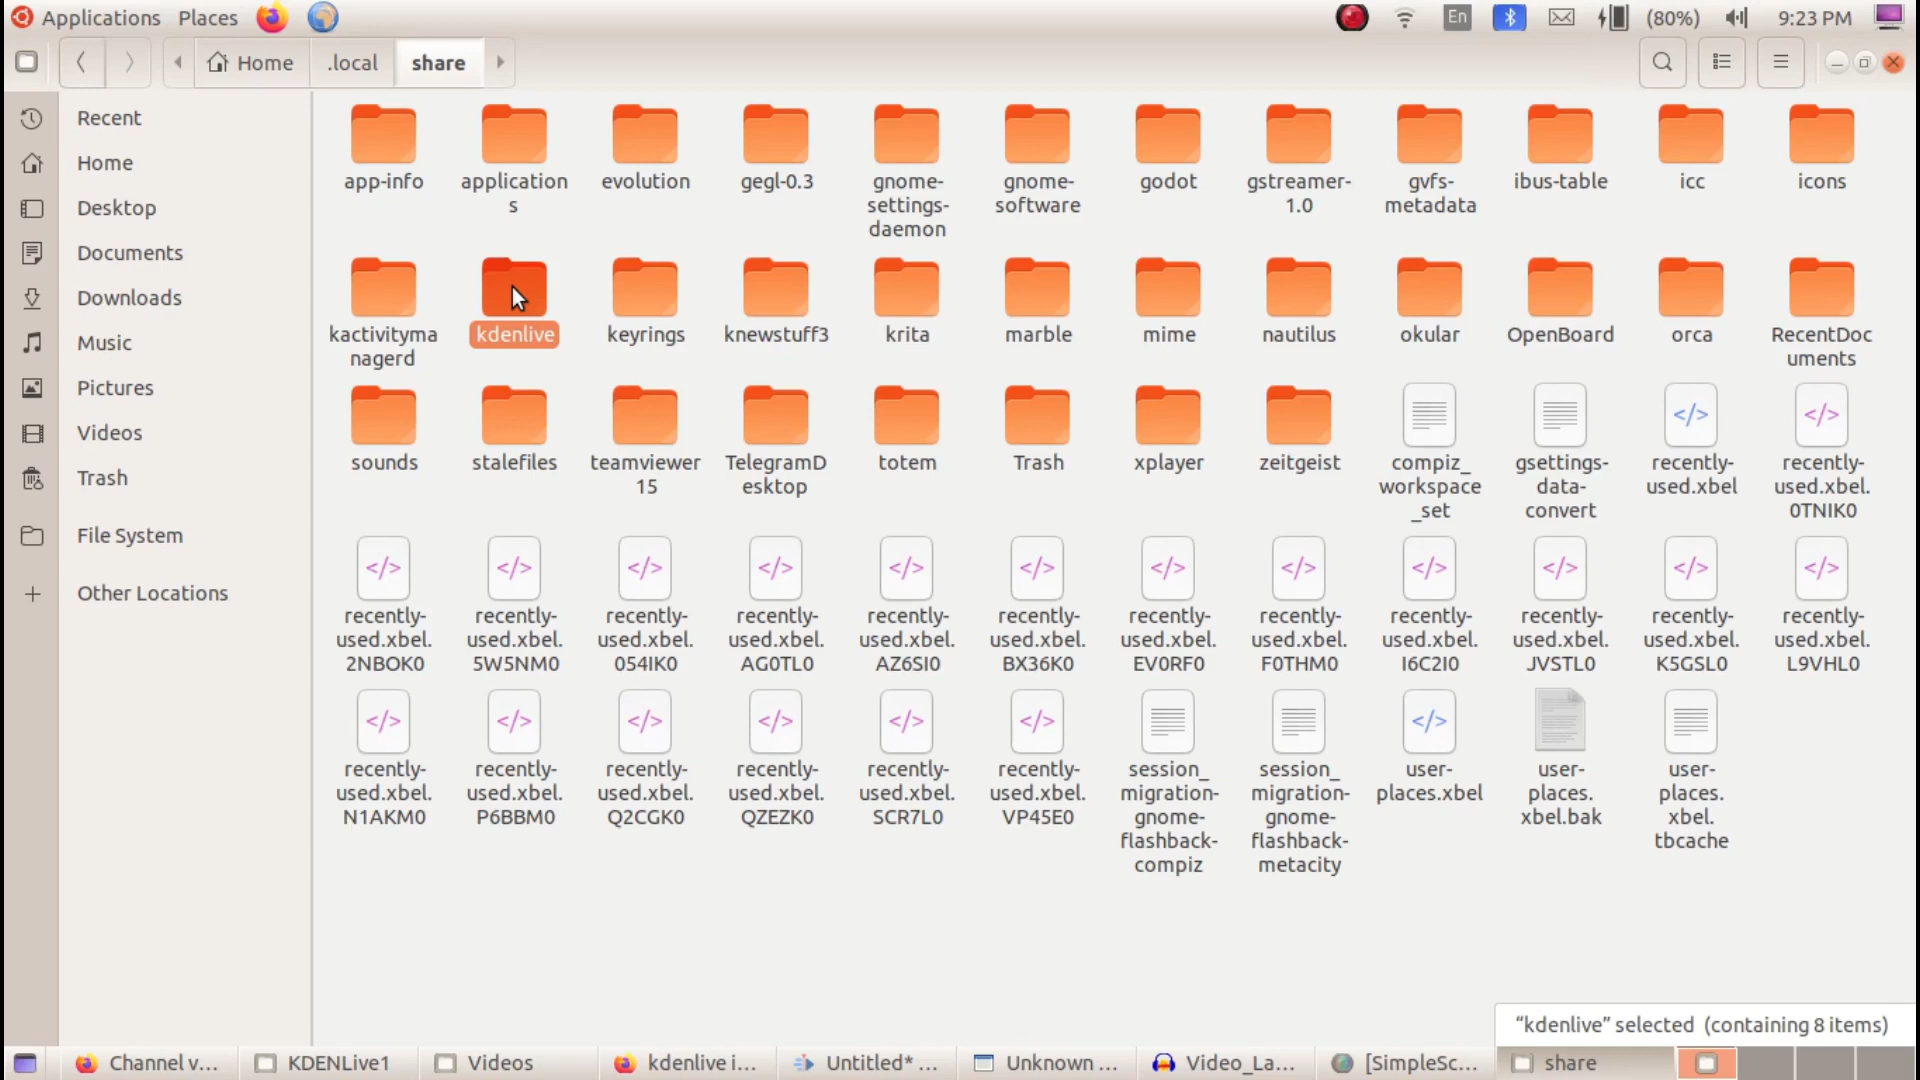 Applications Places En (80%) 9:23 PM
Home .local share
Recent
Home
Desktop
Documents
Downloads
Music
Pictures
Videos
Trash
File System
Other Locations
app-info
application
s
evolution
gegl-0.3
gnome-
settings-
daemon
gnome-
software
godot
gstreamer-
1.0
gvfs-
metadata
ibus-table
icc
icons
kactivityma
nagerd
kdenlive
keyrings
knewstuff3
krita
marble
mime
nautilus
okular
OpenBoard
orca
RecentDoc
uments
sounds
stalefiles
teamviewer
15
TelegramD
esktop
totem
Trash
xplayer
zeitgeist
compiz_
workspace
_set
gsettings-
data-
convert
recently-
used.xbel
recently-
used.xbel.
0TNIK0
recently-
used.xbel.
2NBOK0
recently-
used.xbel.
5W5NM0
recently-
used.xbel.
054IK0
recently-
used.xbel.
AG0TL0
recently-
used.xbel.
AZ6SI0
recently-
used.xbel.
BX36K0
recently-
used.xbel.
EV0RF0
recently-
used.xbel.
F0THM0
recently-
used.xbel.
I6C2I0
recently-
used.xbel.
JVSTL0
recently-
used.xbel.
K5GSL0
recently-
used.xbel.
L9VHL0
recently-
used.xbel.
N1AKM0
recently-
used.xbel.
P6BBM0
recently-
used.xbel.
Q2CGK0
recently-
used.xbel.
QZEZK0
recently-
used.xbel.
SCR7L0
recently-
used.xbel.
VP45E0
session_
migration-
gnome-
flashback-
compiz
session_
migration-
gnome-
flashback-
metacity
user-
places.xbel
user-
places.
xbel.bak
user-
places.
xbel.
tbcache
“kdenlive” selected (containing 8 items)
Channel v... KDENLive1 Videos kdenlive i... Untitled* ... Unknown ... Video_La... [SimpleSc... share